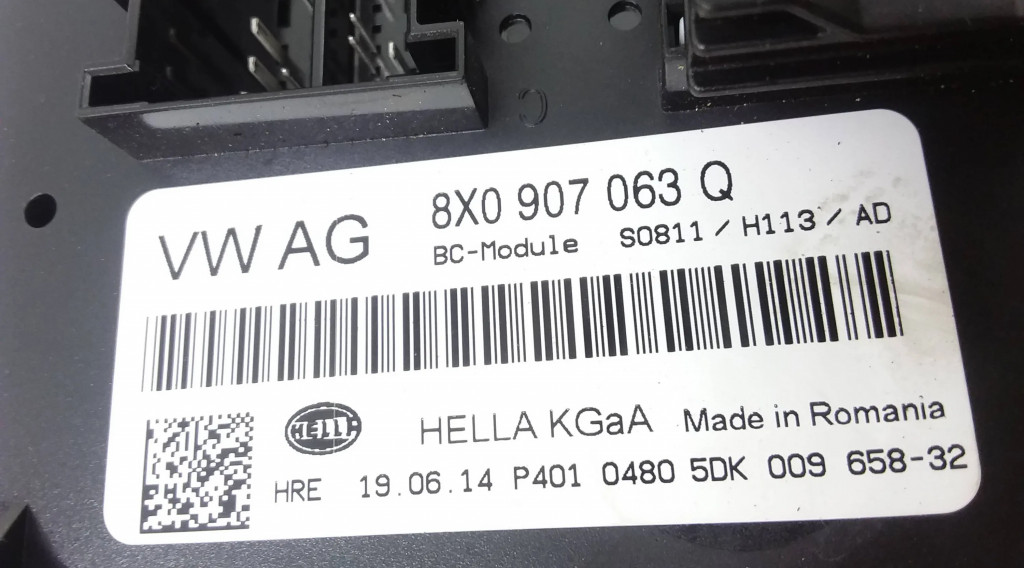 C
VW AG 8X0 907 063 Q
BC-Module S0811 / H113 / AD
HELLA HELLA KGaA Made in Romania
HRE 19.06.14 P401 0480 5DK 009 658-32